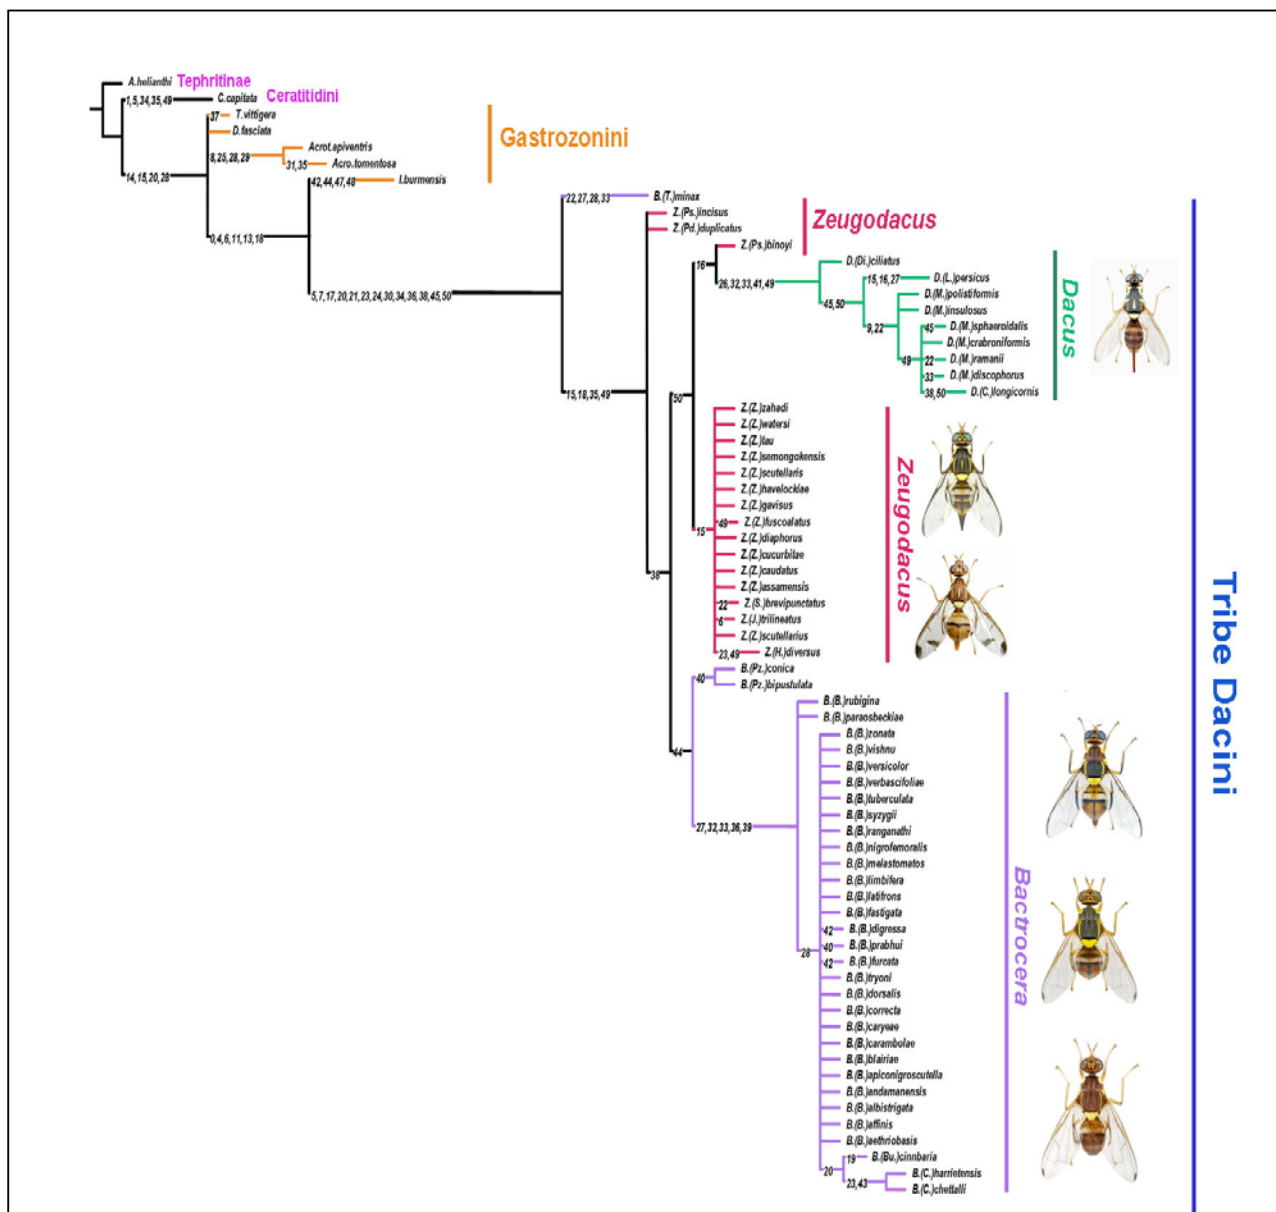 A.helianthi Tephritinae
1,5,34,35,49 C.capitata Ceratitidini
37 T.vittigera
D.fasciata
Gastrozonini
8,25,28,29 Acrot.apiventris
31,35 Acro.tomentosa
14,15,20,26
42,44,47,48 I.burmensis
22,27,28,33 B.(T.)minax
Z.(Ps.)incisus
Zeugodacus
Z.(Pd.)duplicatus
0,4,6,11,13,18
Z.(Ps.)binoyi
16
D.(Di.)ciliatus
15,16,27 D.(L.)persicus
26,32,33,41,49
5,7,17,20,21,23,24,30,34,36,38,45,50
D.(M.)polistiformis
45,50
D.(M.)insulosus
9,22
45 D.(M.)sphaeroidalis
Dacus
D.(M.)crabroniformis
49 22 D.(M.)ramanii
33 D.(M.)discophorus
15,18,35,49
38,50 D.(C.)longicornis
50
Z.(Z.)zahadi
Z.(Z.)watersi
Z.(Z.)tau
Z.(Z.)semongokensis
Z.(Z.)scutellaris
Z.(Z.)havelockiae
Z.(Z.)gavisus
49 Z.(Z.)fuscoalatus
15
Z.(Z.)diaphorus
Zeugodacus
Z.(Z.)cucurbitae
Z.(Z.)caudatus
38
Z.(Z.)assamensis
22 Z.(S.)brevipunctatus
6 Z.(J.)trilineatus
Z.(Z.)scutellarius
23,49 Z.(H.)diversus
Tribe Dacini
B.(Pz.)conica
40
B.(Pz.)bipustulata
B.(B.)rubigina
B.(B.)paraosbeckiae
B.(B.)zonata
44
B.(B.)vishnu
B.(B.)versicolor
B.(B.)verbascifoliae
B.(B.)tuberculata
B.(B.)syzygii
27,32,33,36,39
B.(B.)ranganathi
B.(B.)nigrofemoralis
B.(B.)melastomatos
B.(B.)limbifera
B.(B.)latifrons
B.(B.)fastigata
42 B.(B.)digressa
Bactrocera
40 B.(B.)prabhui
28
42 B.(B.)furcata
B.(B.)tryoni
B.(B.)dorsalis
B.(B.)correcta
B.(B.)caryeae
B.(B.)carambolae
B.(B.)blairiae
B.(B.)apiconigroscutella
B.(B.)andamanensis
B.(B.)albistrigata
B.(B.)affinis
B.(B.)aethriobasis
19 B.(Bu.)cinnbaria
20
B.(C.)harrietensis
23,43
B.(C.)chettalli